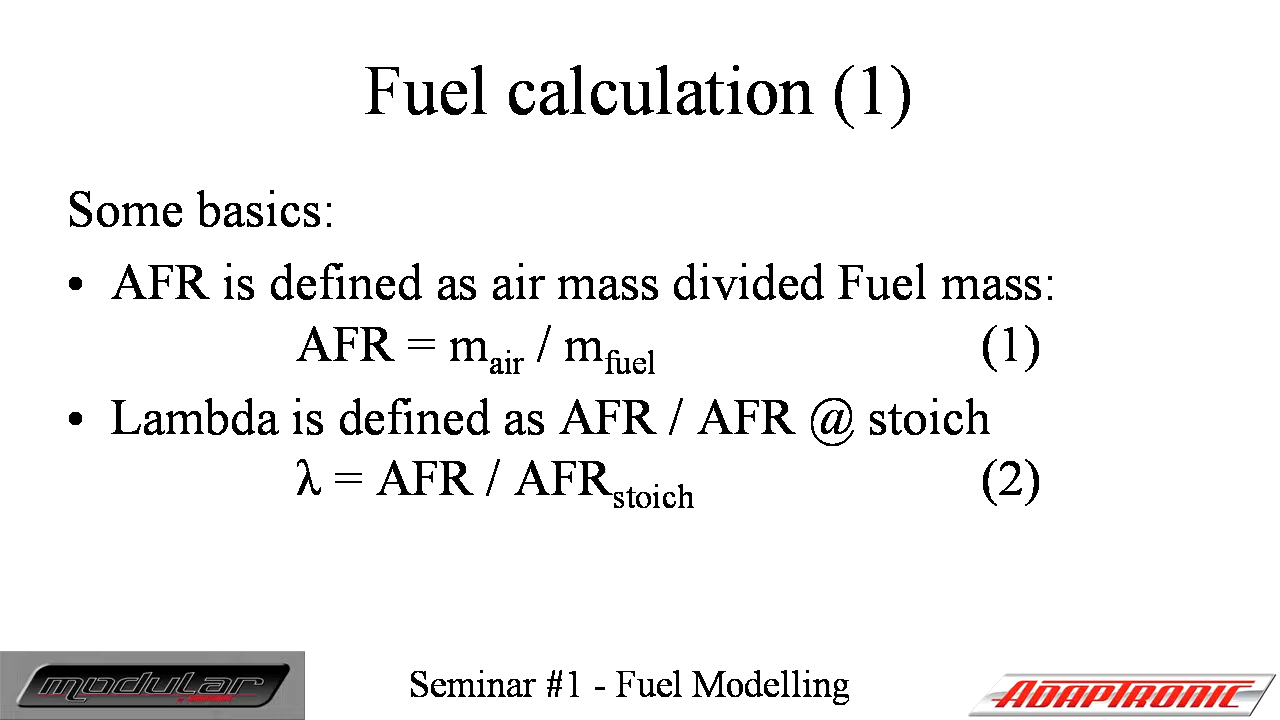 Fuel calculation (1)
Some basics:
• AFR is defined as air mass divided Fuel mass:
AFR = mair / mfuel (1)
• Lambda is defined as AFR / AFR @ stoich
λ = AFR / AFRstoich (2)
modular
Seminar #1 - Fuel Modelling
ADAPTRONIC